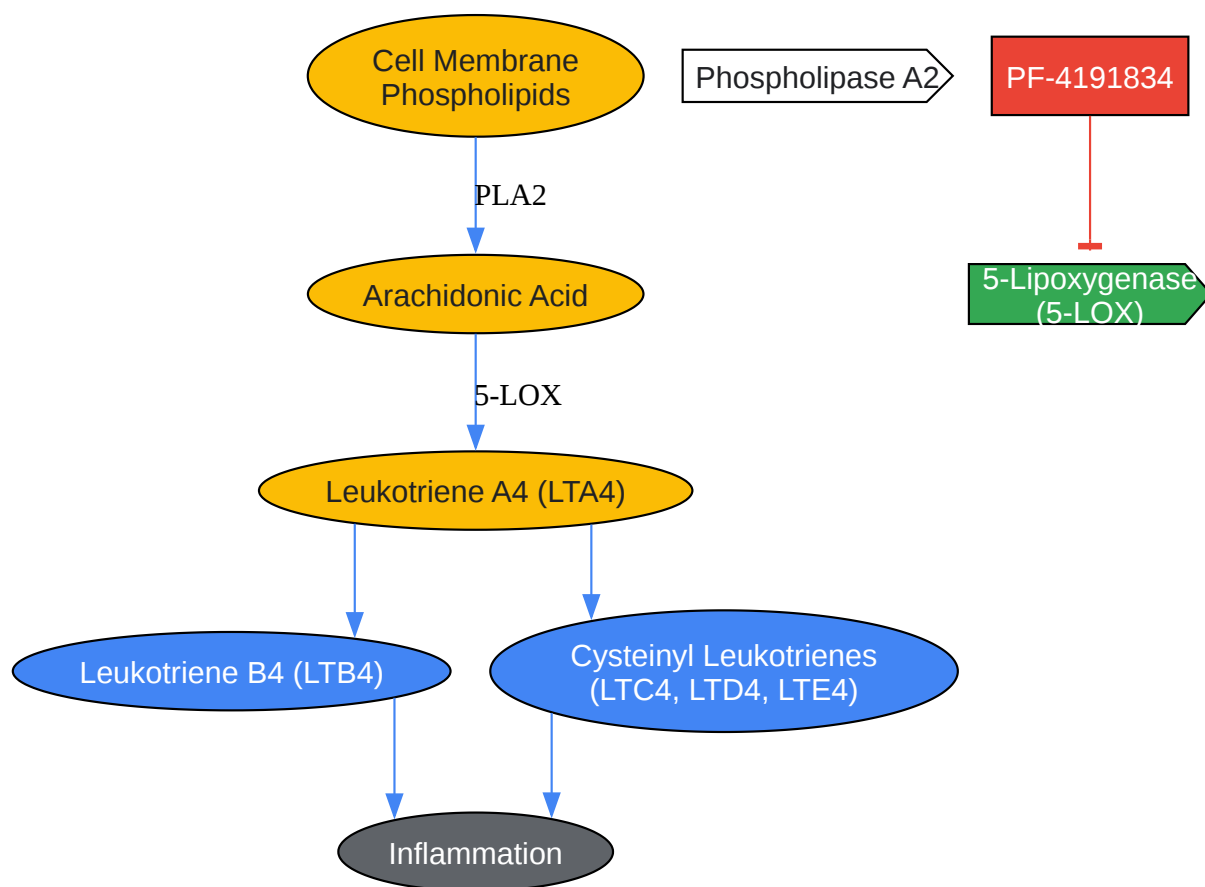 Cell Membrane
Phospholipids
Phospholipase A2
PF-4191834
PLA2
Arachidonic Acid
5-Lipoxygenase
(5-LOX)
5-LOX
Leukotriene A4 (LTA4)
Leukotriene B4 (LTB4)
Cysteinyl Leukotrienes
(LTC4, LTD4, LTE4)
Inflammation